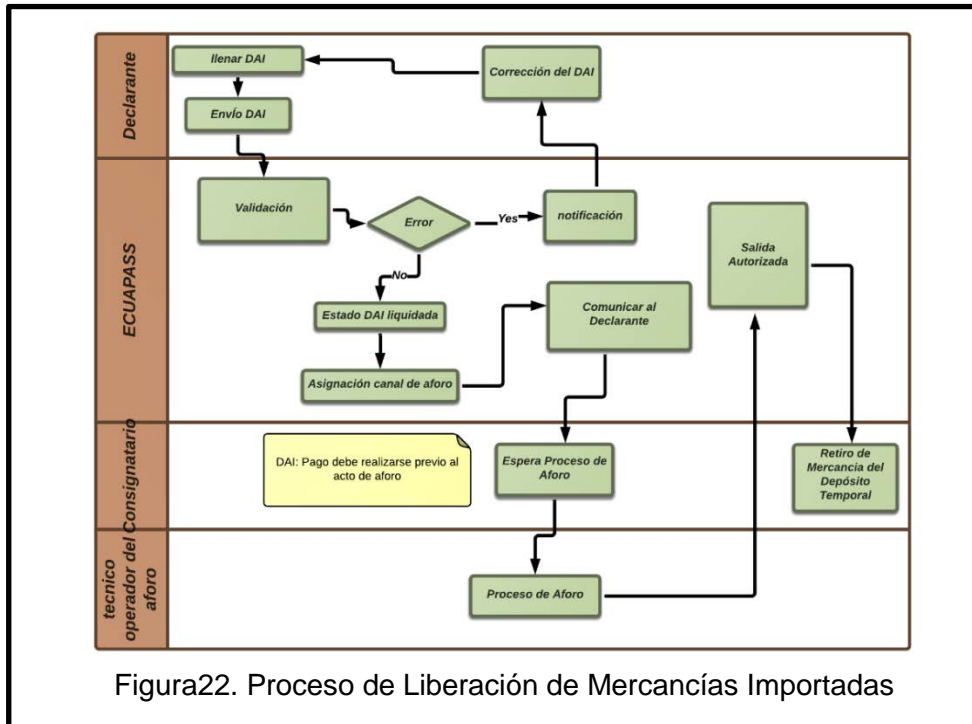 Declarante
llenar DAI
Envío DAI
Corrección del DAI
ECUAPASS
Validación
Error
Yes
notificación
No
Estado DAI liquidada
Asignación canal de aforo
Comunicar al
Declarante
Salida
Autorizada
Consignatario
DAI: Pago debe realizarse previo al
acto de aforo
Espera Proceso de
Aforo
Retiro de
Mercancia del
Depósito
Temporal
tecnico
operador del
aforo
Proceso de Aforo
Figura22. Proceso de Liberación de Mercancías Importadas